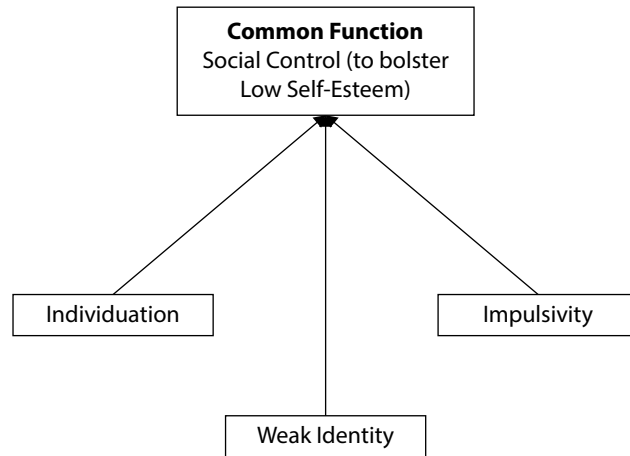 Common Function
Social Control (to bolster
Low Self-Esteem)
Individuation
Impulsivity
Weak Identity